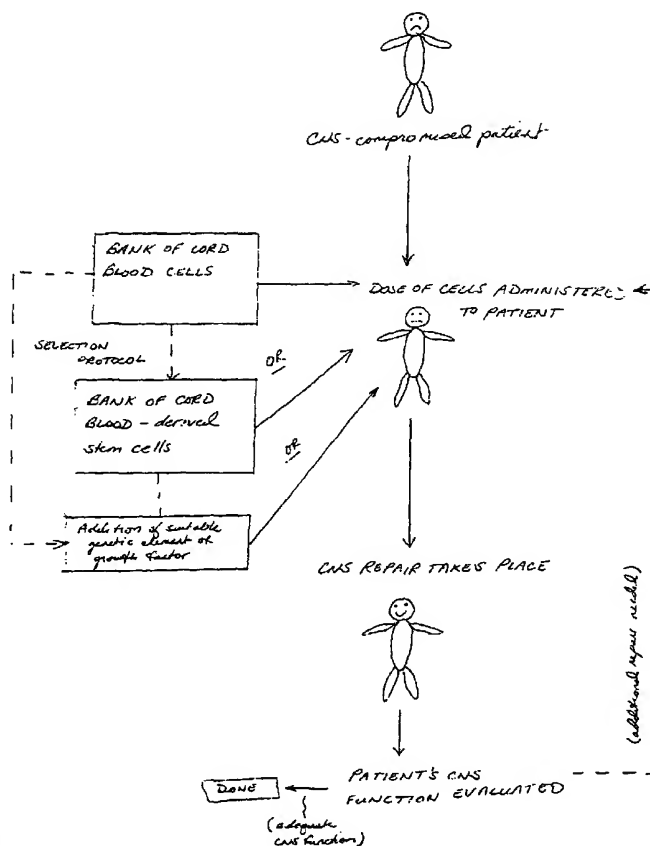 CNS-compromised patient
BANK OF CORD
BLOOD CELLS
DOSE OF CELLS ADMINISTERED
TO PATIENT
SELECTION
PROTOCOL
OR
BANK OF CORD
BLOOD-derived
stem cells
OR
Addition of suitable
genetic element or
growth factor
CNS REPAIR TAKES PLACE
(additional repair needed)
PATIENT'S CNS
FUNCTION EVALUATED
DONE
(adequate
CNS function)